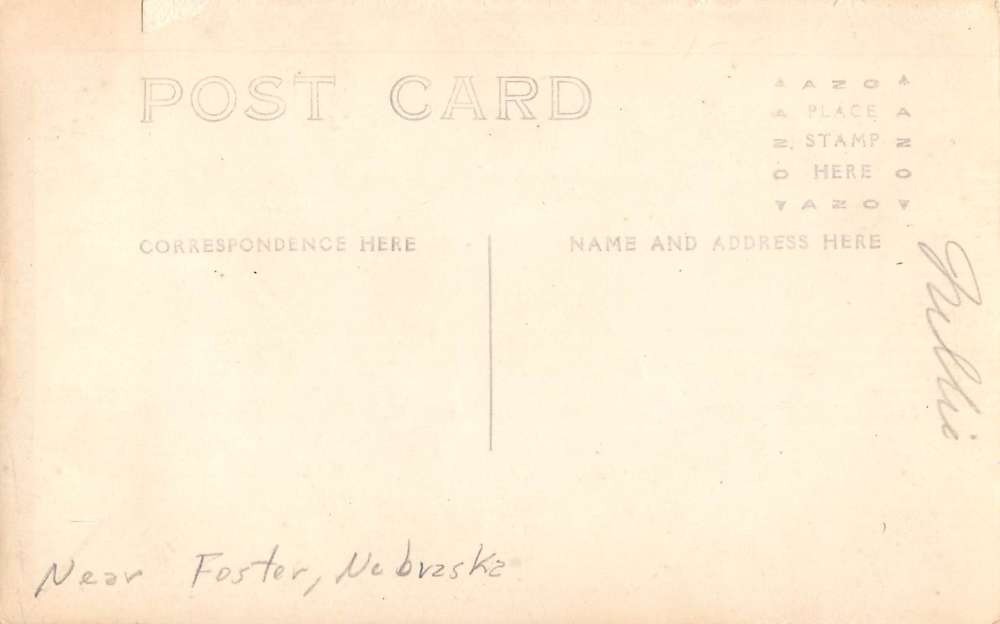 POST CARD
AZO
A PLACE A
Z STAMP Z
O HERE O
AZO
CORRESPONDENCE HERE
NAME AND ADDRESS HERE
Near Foster, Nebraska